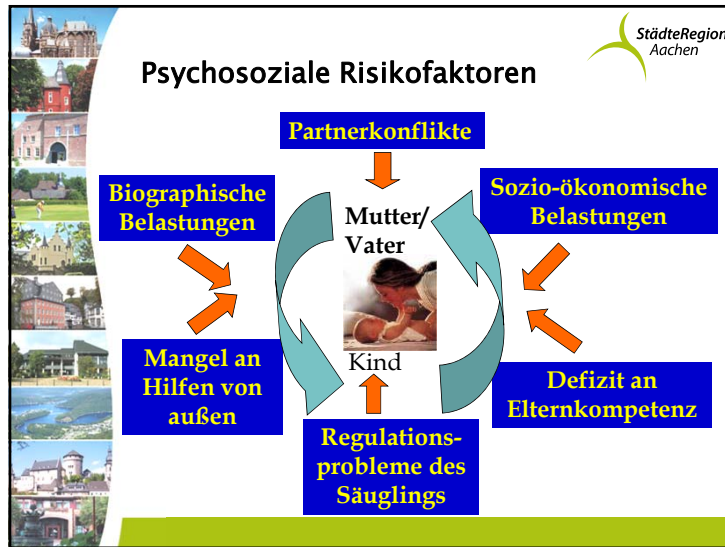 StädteRegion
Aachen
Psychosoziale Risikofaktoren
Partnerkonflikte
Biographische
Belastungen
Sozio-ökonomische
Belastungen
Mutter/
Vater
Kind
Mangel an
Hilfen von
außen
Defizit an
Elternkompetenz
Regulations-
probleme des
Säuglings